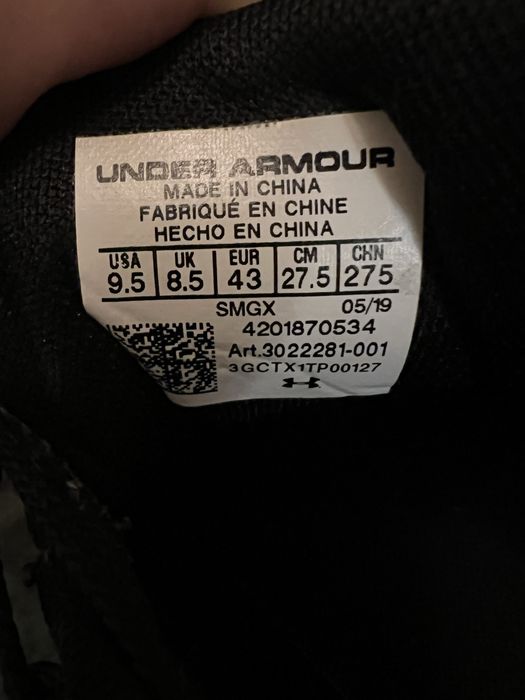 UNDER ARMOUR
MADE IN CHINA
FABRIQUÉ EN CHINE
HECHO EN CHINA
USA UK EUR CM CHN
9.5 8.5 43 27.5 275
SMGX 05/19
4201870534
Art.3022281-001
3GCTX1TP00127